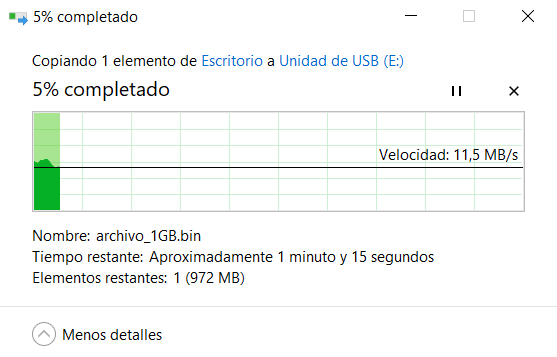 5% completado
Copiando 1 elemento de Escritorio a Unidad de USB (E:)
5% completado
Velocidad: 11,5 MB/s
Nombre: archivo_1GB.bin
Tiempo restante: Aproximadamente 1 minuto y 15 segundos
Elementos restantes: 1 (972 MB)
Menos detalles